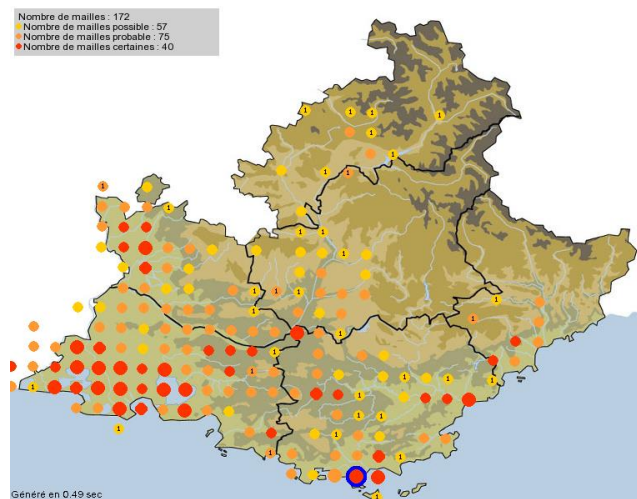 Nombre de mailles : 172
Nombre de mailles possible : 57
Nombre de mailles probable : 75
Nombre de mailles certaines : 40
Généré en 0.49 sec